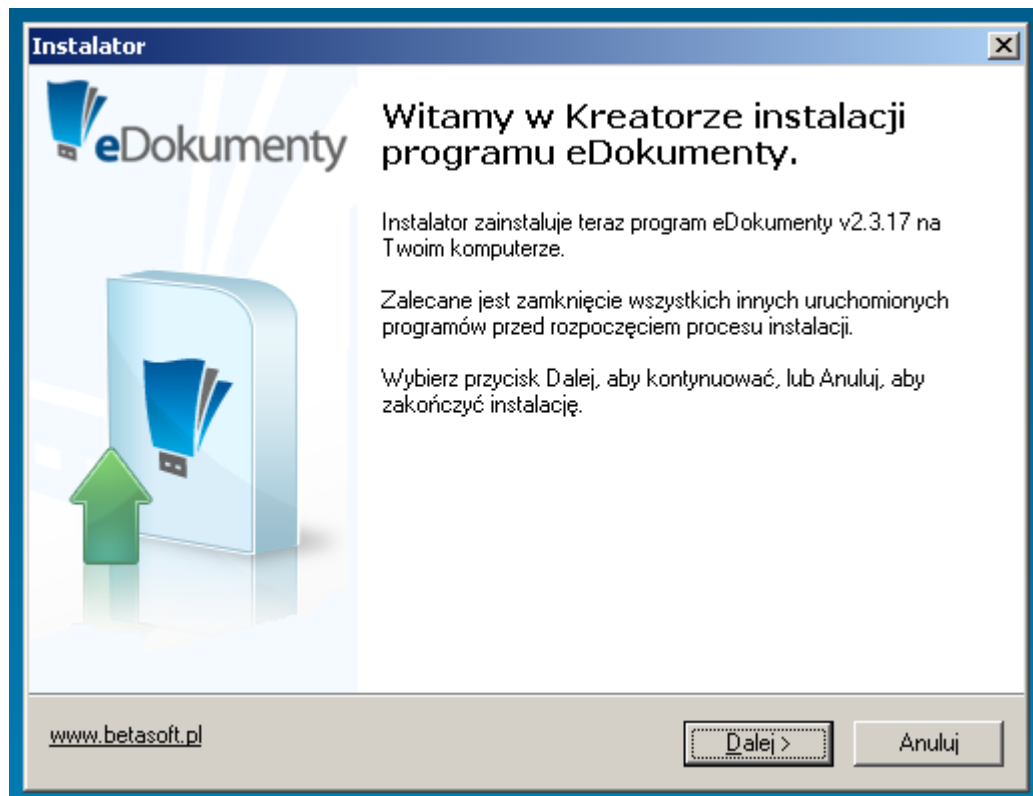 Instalator
eDokumenty
Witamy w Kreatorze instalacji
programu eDokumenty.
Instalator zainstaluje teraz program eDokumenty v2.3.17 na
Twoim komputerze.
Zalecane jest zamknięcie wszystkich innych uruchomionych
programów przed rozpoczęciem procesu instalacji.
Wybierz przycisk Dalej, aby kontynuować, lub Anuluj, aby
zakończyć instalację.
www.betasoft.pl
Dalej >
Anuluj